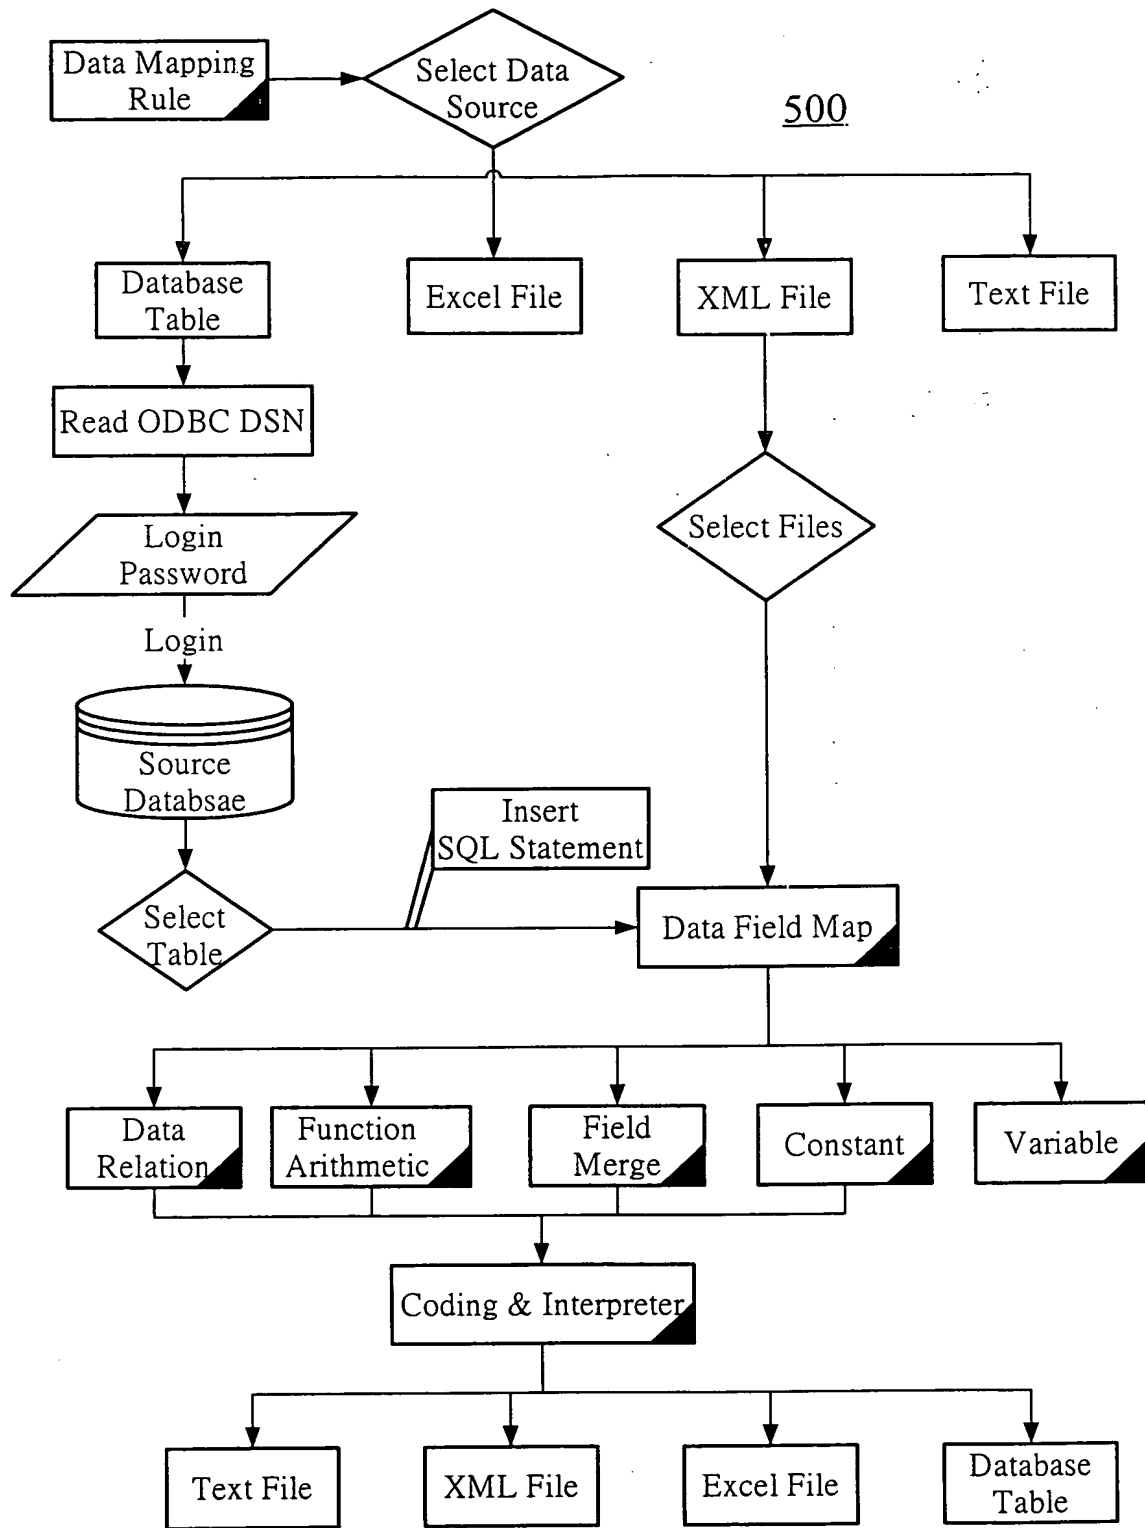 Data Mapping
Rule
Select Data
Source
500
Database
Table
Excel File
XML File
Text File
Read ODBC DSN
Login
Password
Select Files
Login
Source
Databsae
Insert
SQL Statement
Select
Table
Data Field Map
Data
Relation
Function
Arithmetic
Field
Merge
Constant
Variable
Coding & Interpreter
Text File
XML File
Excel File
Database
Table